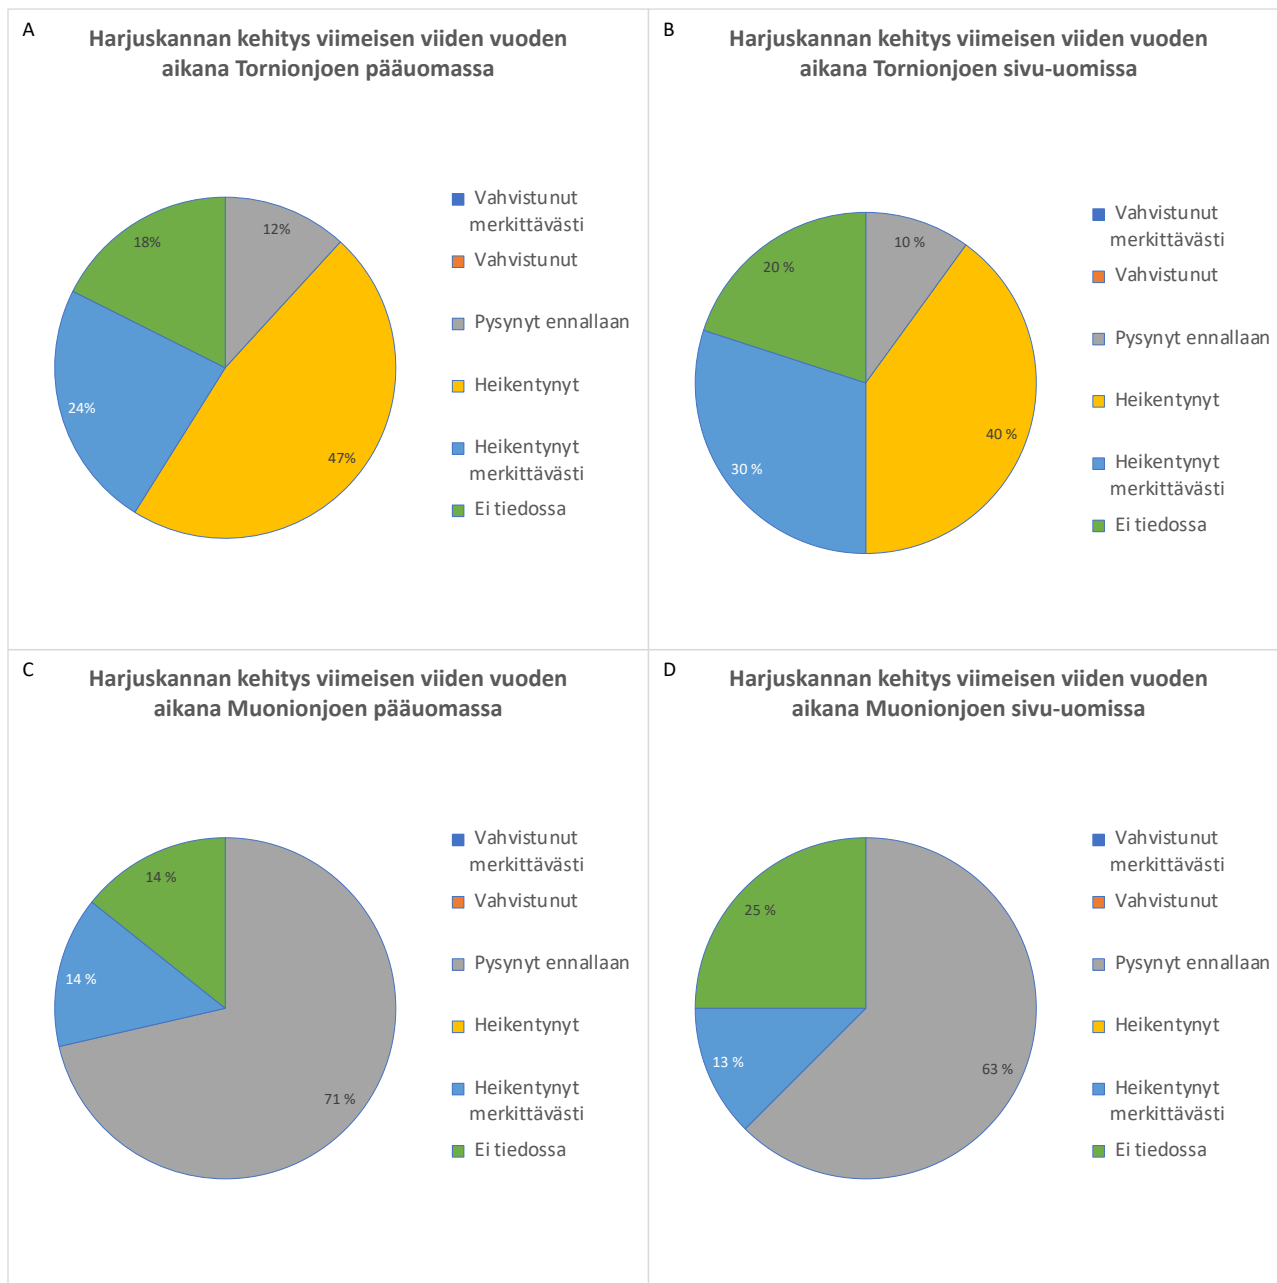 A
Harjuskannan kehitys viimeisen viiden vuoden
aikana Tornionjoen pääuomassa
12%
47%
24%
18%
Vahvistunut
merkittävästi
Vahvistunut
Pysynyt ennallaan
Heikentynyt
Heikentynyt
merkittävästi
Ei tiedossa
B
Harjuskannan kehitys viimeisen viiden vuoden
aikana Tornionjoen sivu-uomissa
10 %
40 %
30 %
20 %
Vahvistunut
merkittävästi
Vahvistunut
Pysynyt ennallaan
Heikentynyt
Heikentynyt
merkittävästi
Ei tiedossa
C
Harjuskannan kehitys viimeisen viiden vuoden
aikana Muonionjoen pääuomassa
71 %
14 %
14 %
Vahvistunut
merkittävästi
Vahvistunut
Pysynyt ennallaan
Heikentynyt
Heikentynyt
merkittävästi
Ei tiedossa
D
Harjuskannan kehitys viimeisen viiden vuoden
aikana Muonionjoen sivu-uomissa
63 %
13 %
25 %
Vahvistunut
merkittävästi
Vahvistunut
Pysynyt ennallaan
Heikentynyt
Heikentynyt
merkittävästi
Ei tiedossa